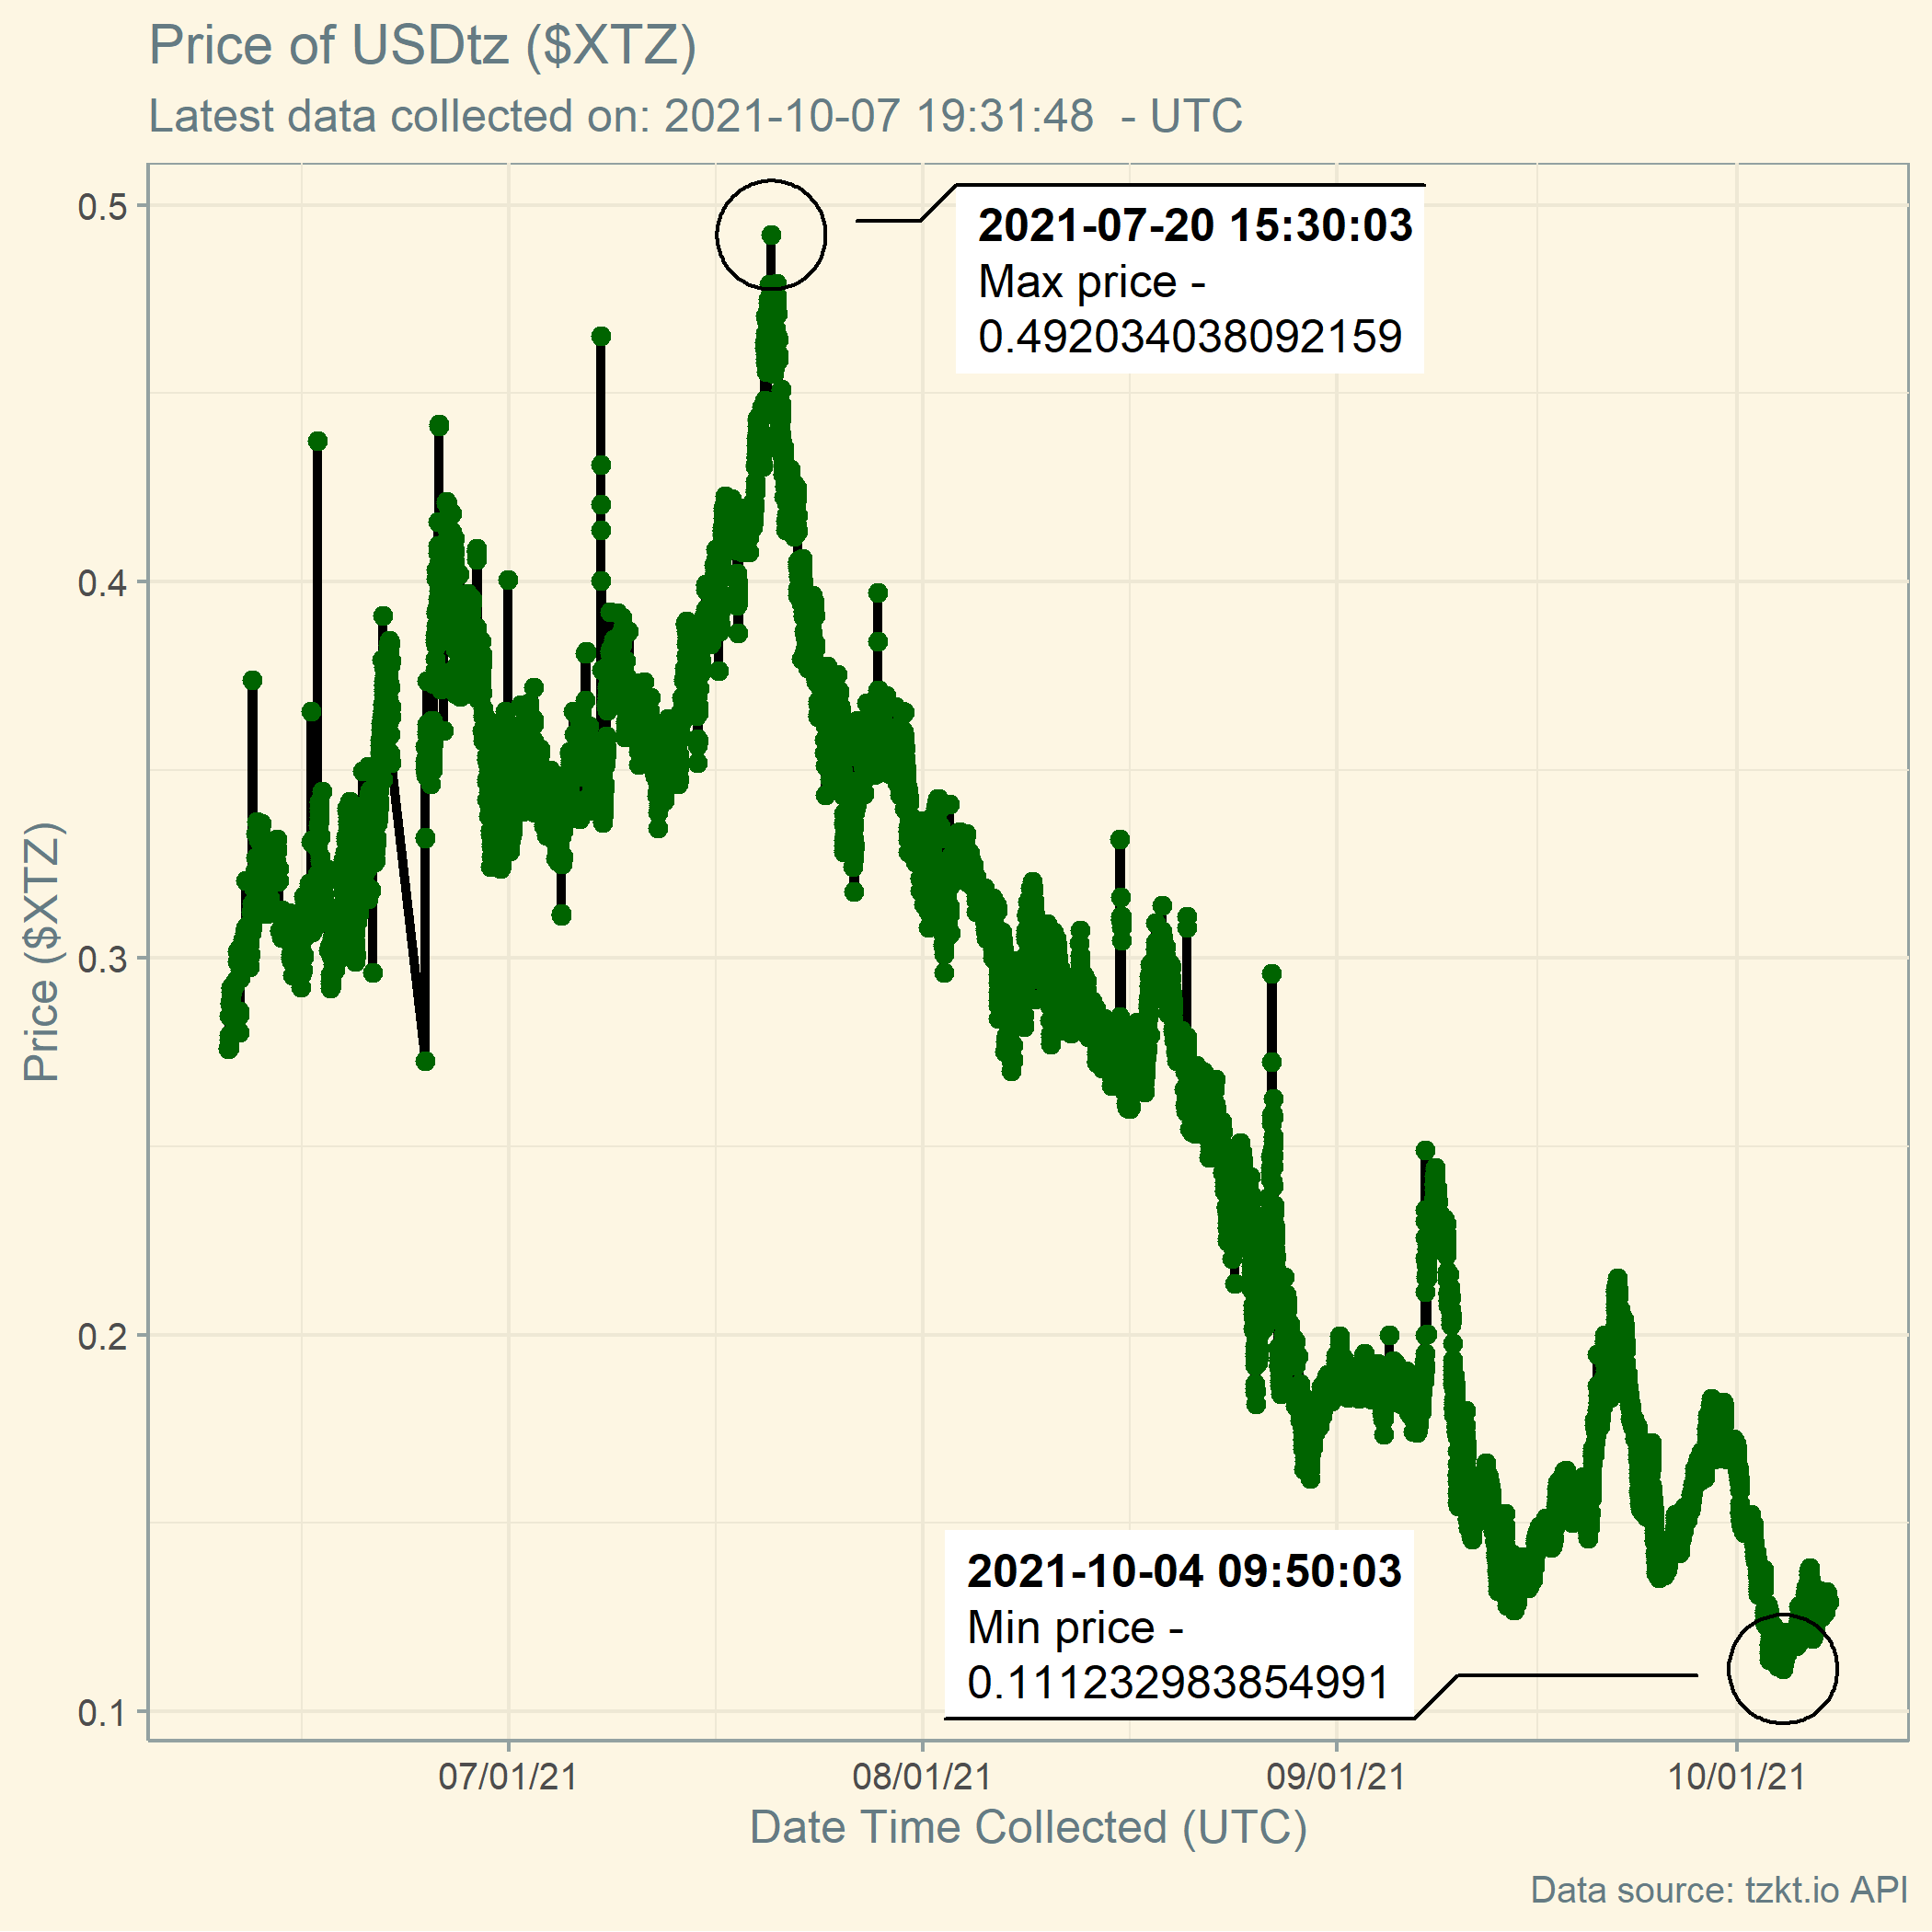 Price of USDtz ($XTZ)
Latest data collected on: 2021-10-07 19:31:48  - UTC
2021-07-20 15:30:03
Max price -
0.492034038092159
0.5
0.4
0.3
0.2
0.1
Price ($XTZ)
2021-10-04 09:50:03
Min price -
0.111232983854991
07/01/21
08/01/21
09/01/21
10/01/21
Date Time Collected (UTC)
Data source: tzkt.io API